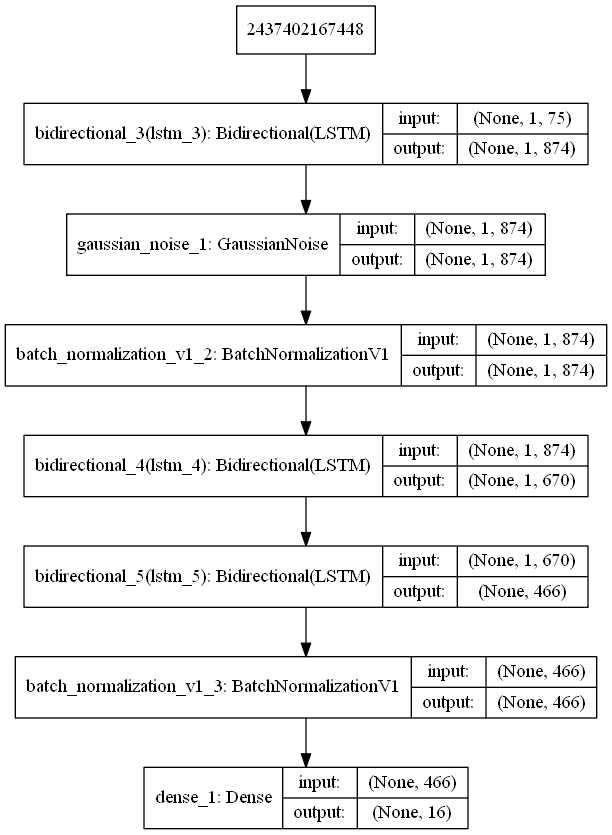 2437402167448
bidirectional_3(lstm_3): Bidirectional(LSTM)
input: (None, 1, 75)
output: (None, 1, 874)
gaussian_noise_1: GaussianNoise
input: (None, 1, 874)
output: (None, 1, 874)
batch_normalization_v1_2: BatchNormalizationV1
input: (None, 1, 874)
output: (None, 1, 874)
bidirectional_4(lstm_4): Bidirectional(LSTM)
input: (None, 1, 874)
output: (None, 1, 670)
bidirectional_5(lstm_5): Bidirectional(LSTM)
input: (None, 1, 670)
output: (None, 466)
batch_normalization_v1_3: BatchNormalizationV1
input: (None, 466)
output: (None, 466)
dense_1: Dense
input: (None, 466)
output: (None, 16)